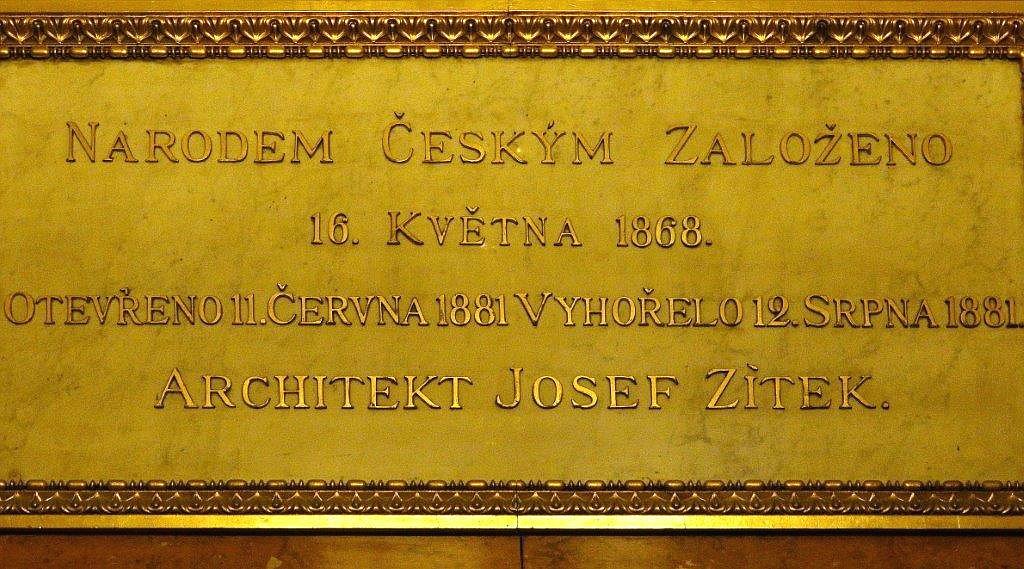 NARODEM ČESKÝM ZALOŽENO
16. KVĚTNA 1868.
OTEVŘENO 11. ČERVNA 1881 VYHOŘELO 12. SRPNA 1881.
ARCHITEKT JOSEF ZÌTEK.